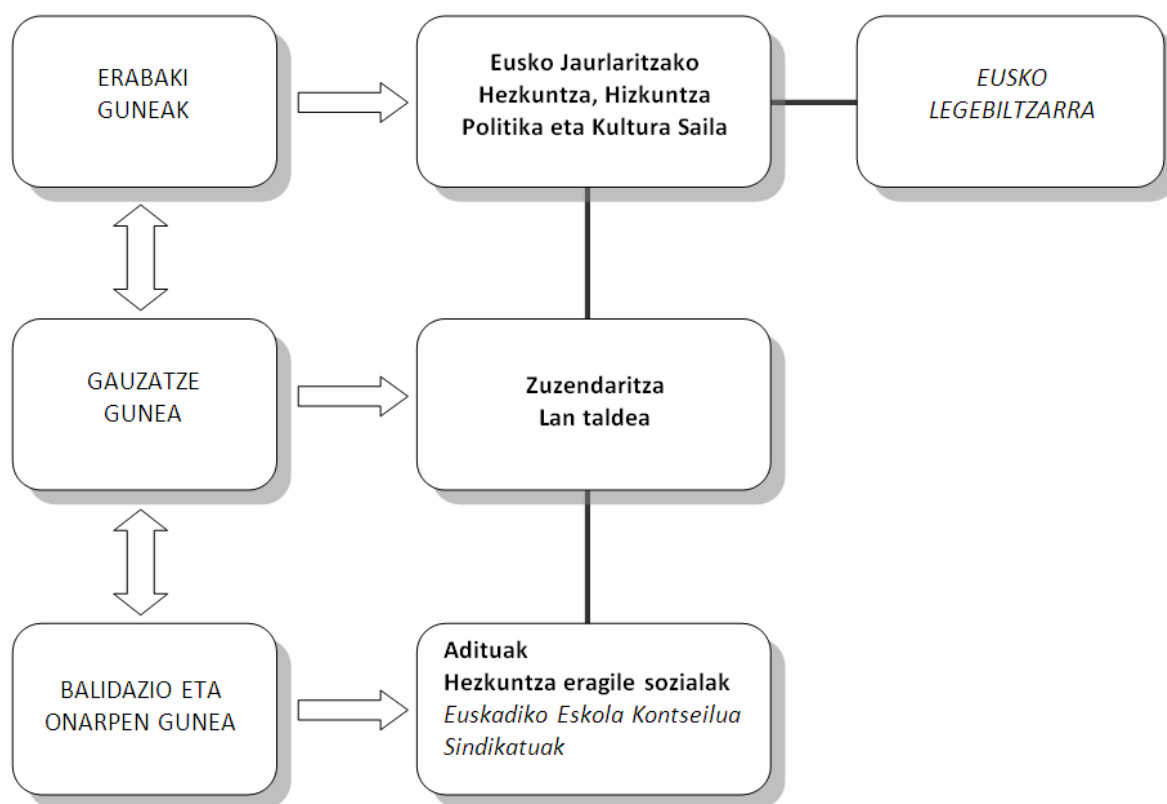 ERABAKI
GUNEAK
Eusko Jaurlaritzako
Hezkuntza, Hizkuntza
Politika eta Kultura Saila
EUSKO
LEGEBILTZARRA
GAUZATZE
GUNEA
Zuzendaritza
Lan taldea
BALIDAZIO ETA
ONARPEN GUNEA
Adituak
Hezkuntza eragile sozialak
Euskadiko Eskola Kontseilua
Sindikatuak